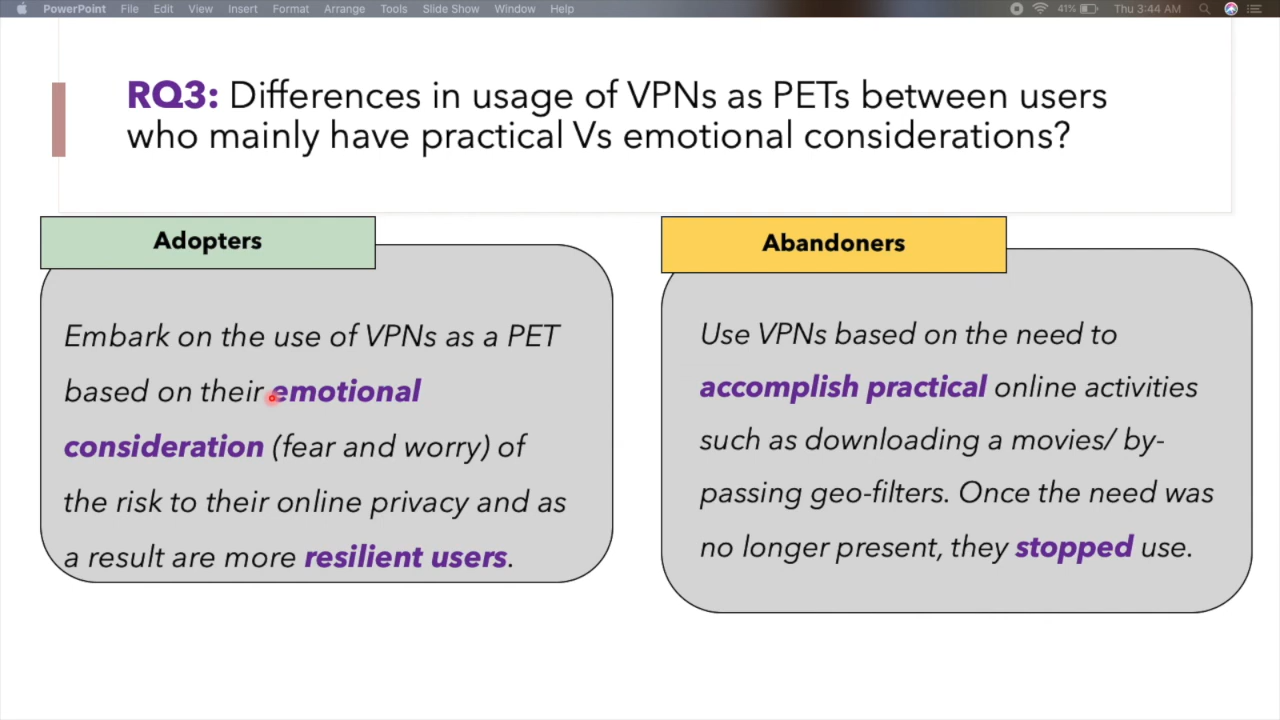 PowerPoint File Edit View Insert Format Arrange Tools Slide Show Window Help 41% Thu 3:44 AM
RQ3: Differences in usage of VPNs as PETs between users
who mainly have practical Vs emotional considerations?
Adopters
Embark on the use of VPNs as a PET
based on their emotional
consideration (fear and worry) of
the risk to their online privacy and as
a result are more resilient users.
Abandoners
Use VPNs based on the need to
accomplish practical online activities
such as downloading a movies/ by-
passing geo-filters. Once the need was
no longer present, they stopped use.